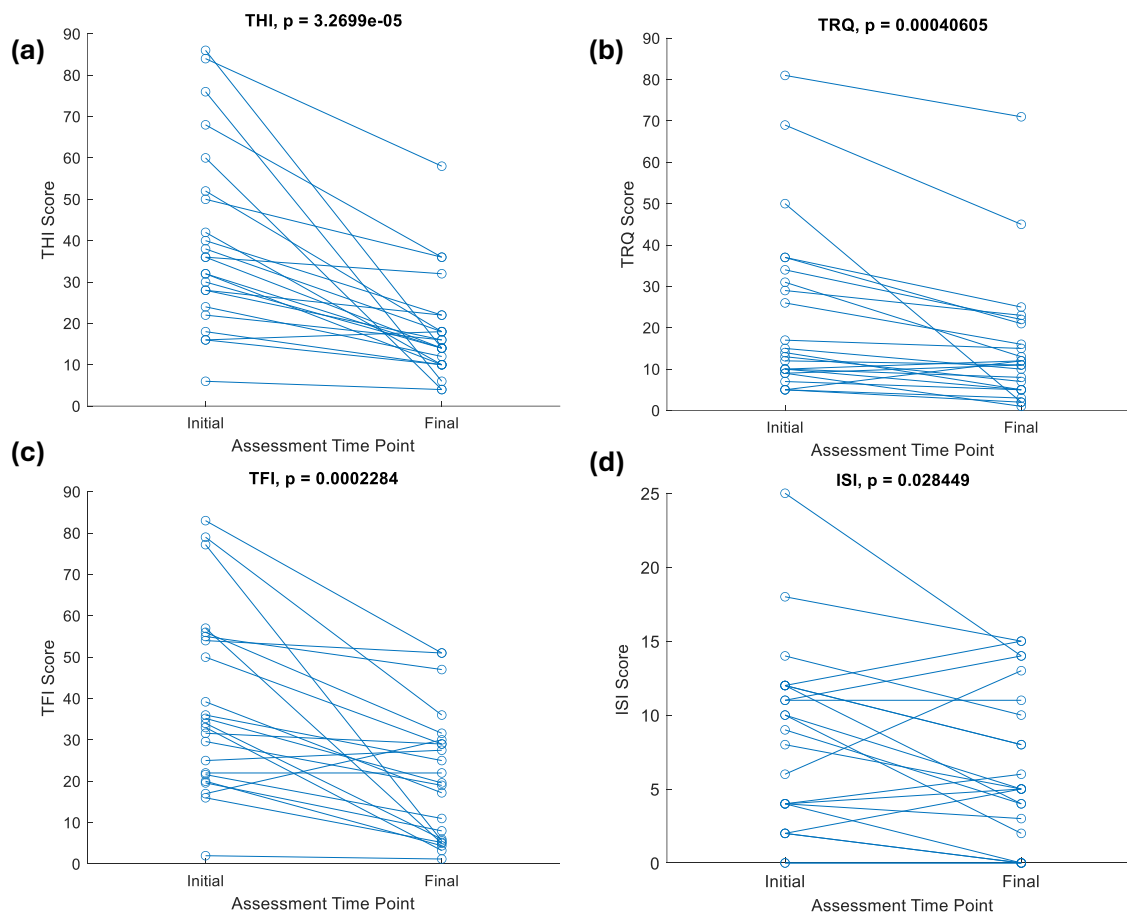 (a)
THI, p = 3.2699e-05
90
80
70
60
50
40
30
20
10
0
THI Score
Initial
Final
Assessment Time Point
(b)
TRQ, p = 0.00040605
90
80
70
60
50
40
30
20
10
0
TRQ Score
Initial
Final
Assessment Time Point
(c)
TFI, p = 0.0002284
90
80
70
60
50
40
30
20
10
0
TFI Score
Initial
Final
Assessment Time Point
(d)
ISI, p = 0.028449
25
20
15
10
5
0
ISI Score
Initial
Final
Assessment Time Point